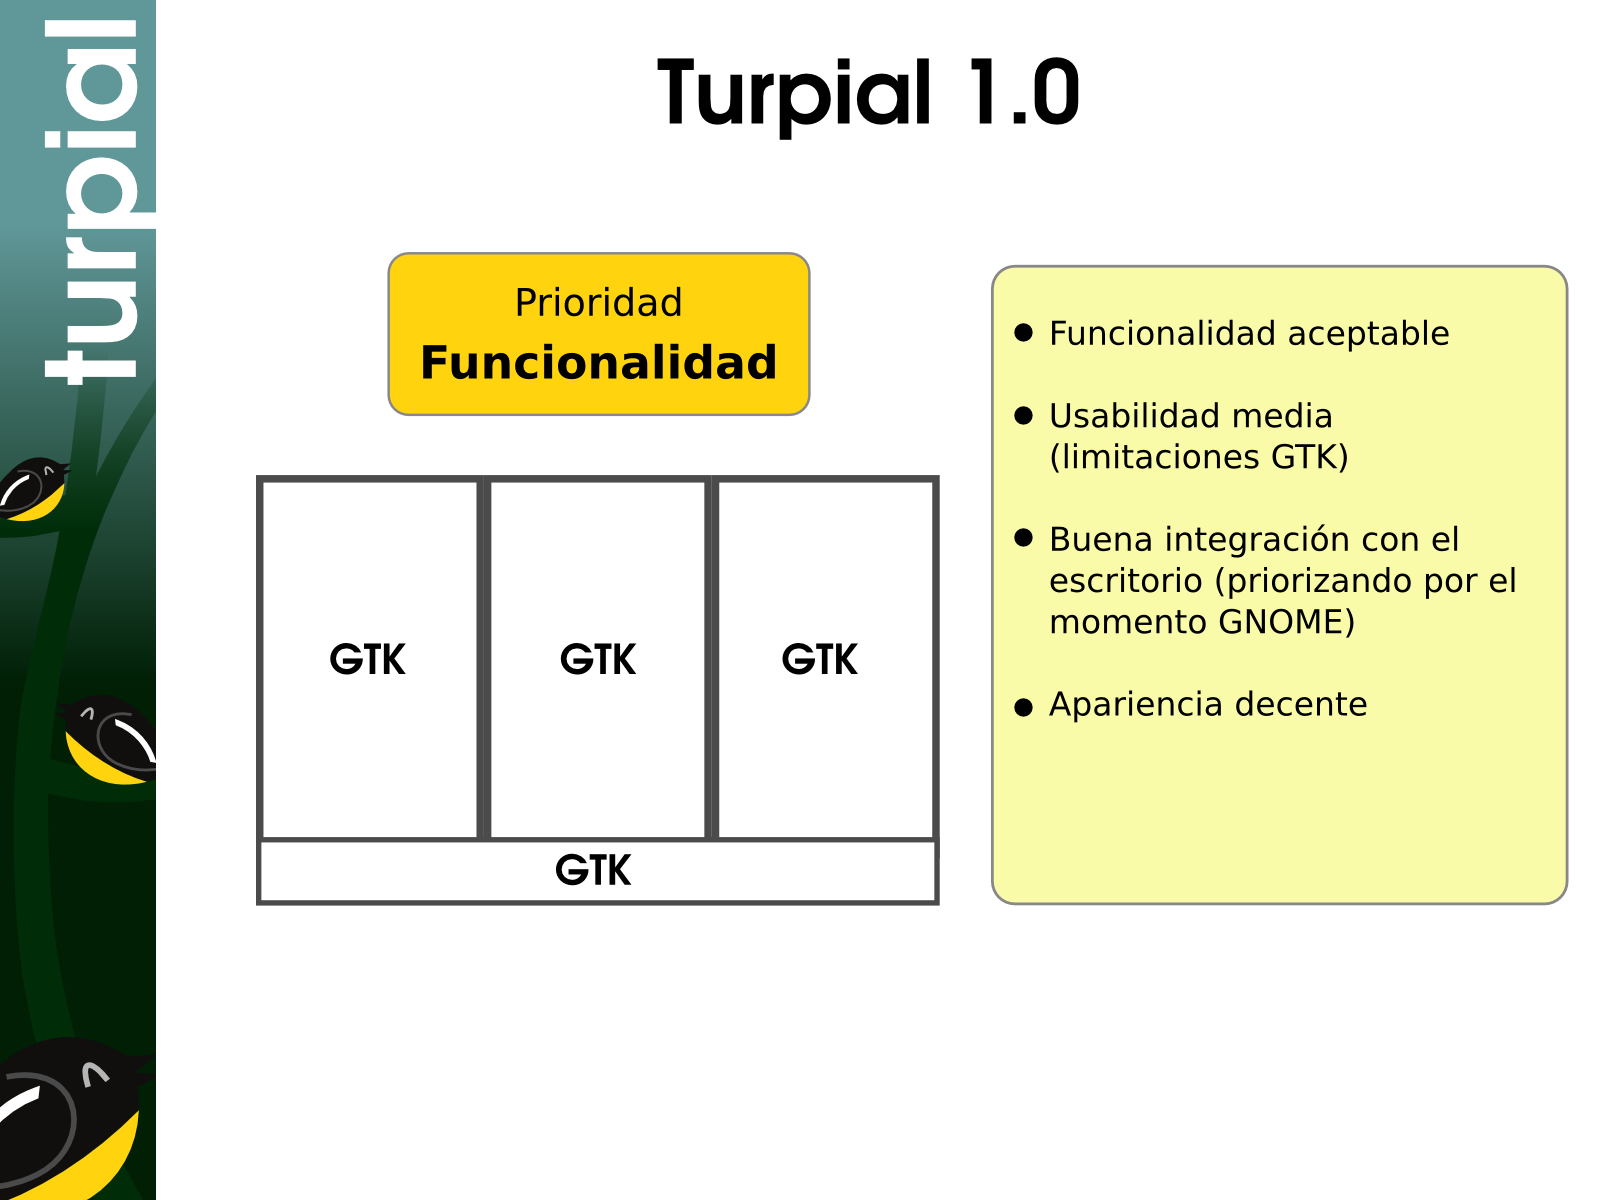 turpial
Turpial 1.0
Prioridad
Funcionalidad
GTK
GTK
GTK
GTK
● Funcionalidad aceptable
● Usabilidad media
(limitaciones GTK)
● Buena integración con el
escritorio (priorizando por el
momento GNOME)
● Apariencia decente